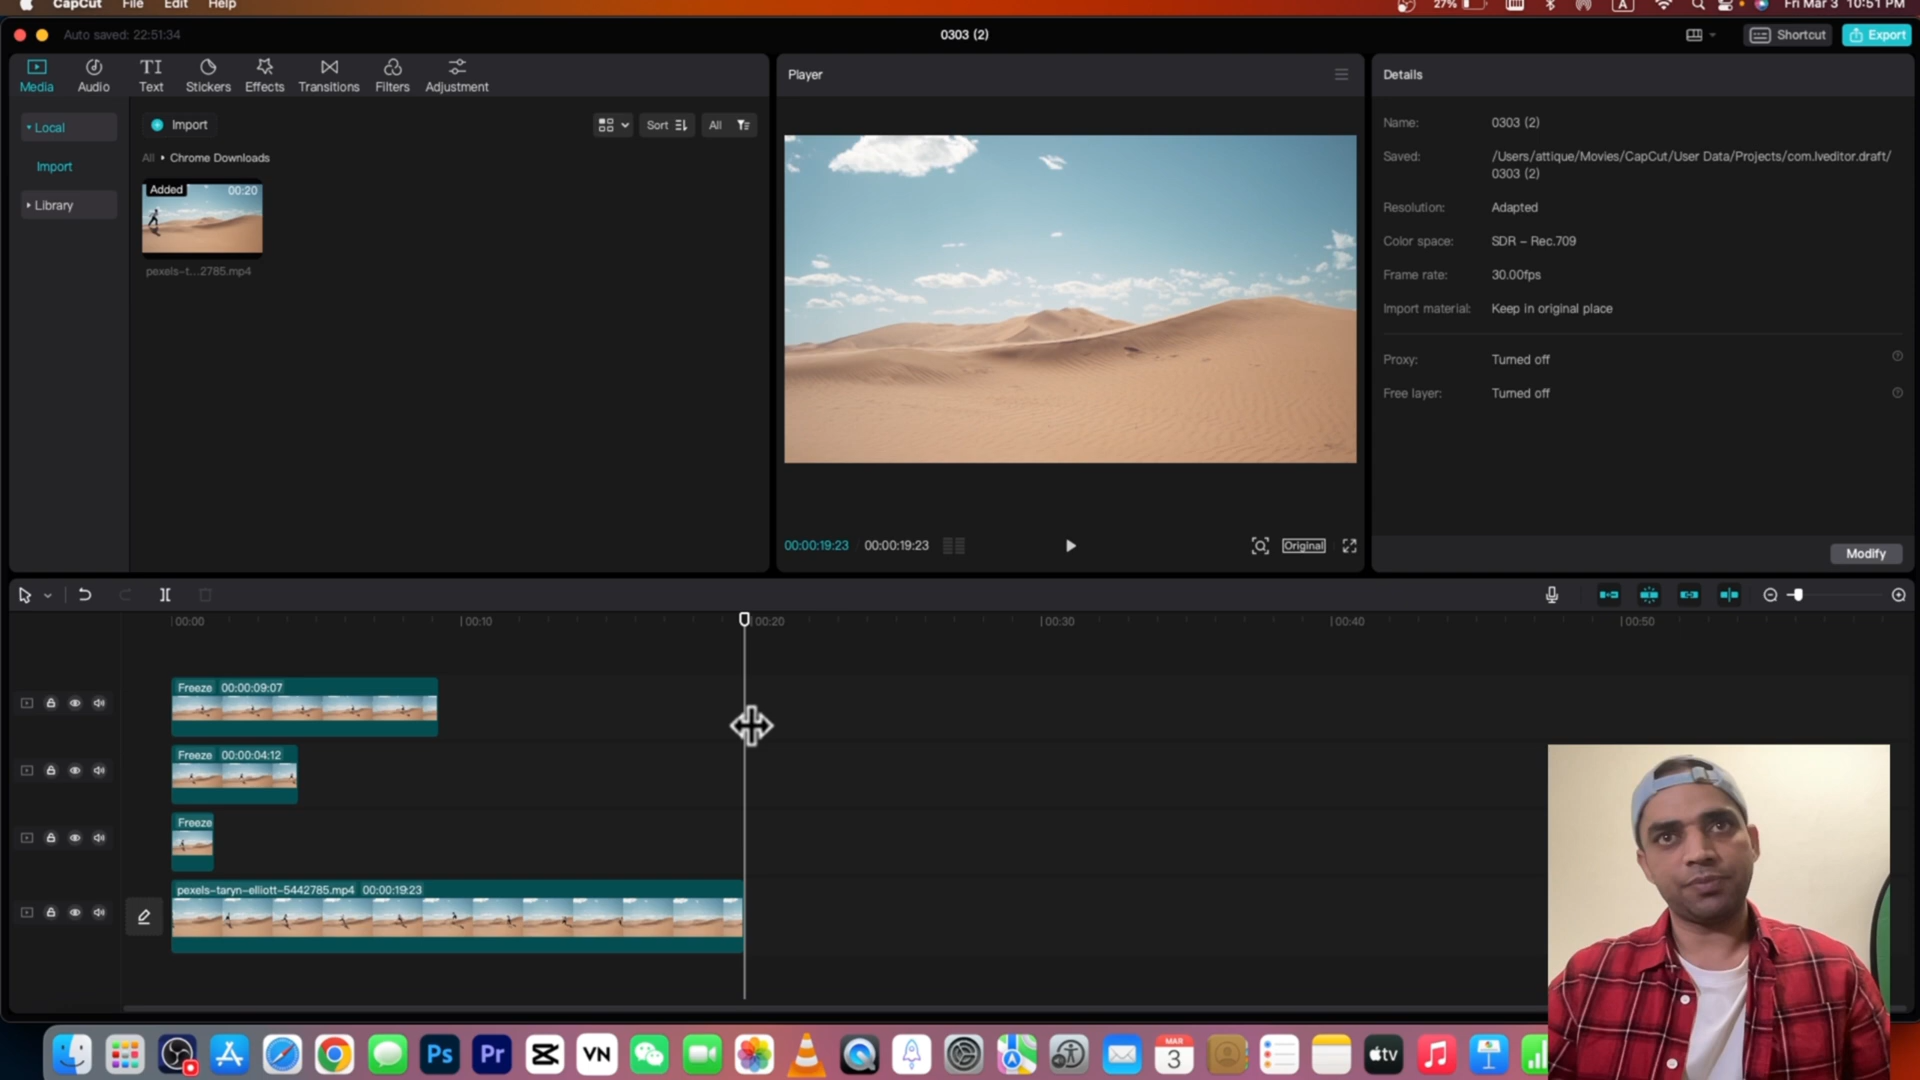 CapCut File Edit Help 27% A Fri Mar 3 10:51 PM
Auto saved: 22:51:34 0303 (2) Shortcut Export
Media Audio TI Text Stickers Effects Transitions Filters Adjustment
Player
Details
Local
Import
Library
Import Sort All
All Chrome Downloads
Added 00:20
pexels-t...2785.mp4
00:00:19:23 00:00:19:23 Original
Name: 0303 (2)
Saved: /Users/attique/Movies/CapCut/User Data/Projects/com.lveditor.draft/
0303 (2)
Resolution: Adapted
Color space: SDR – Rec.709
Frame rate: 30.00fps
Import material: Keep in original place
Proxy: Turned off
Free layer: Turned off
Modify
00:00 00:10 00:20 00:30 00:40 00:50
Freeze 00:00:09:07
Freeze 00:00:04:12
Freeze
pexels-taryn-elliott-5442785.mp4 00:00:19:23
Ps Pr VN MAR 3 tv